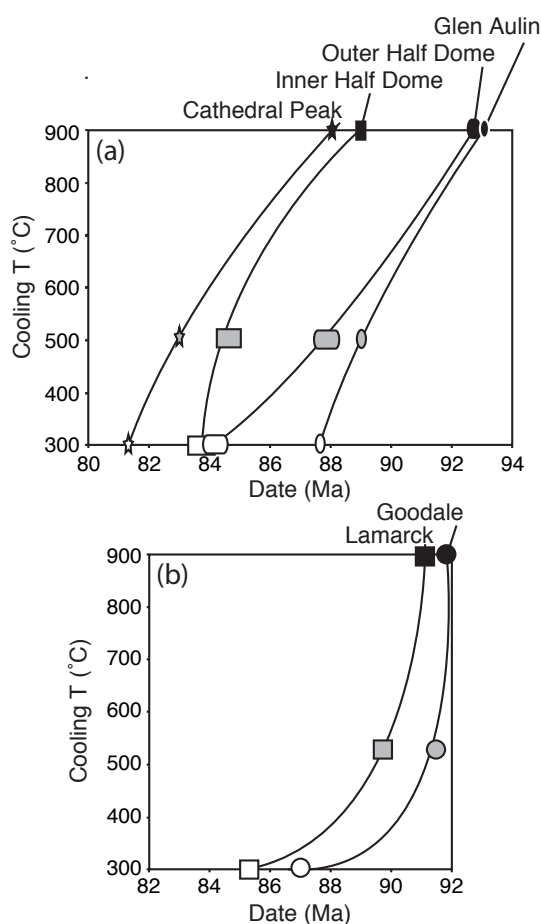 Glen Aulin
Outer Half Dome
Inner Half Dome
Cathedral Peak
(a)
900
800
700
600
500
400
300
Cooling T (˚C)
80 82 84 86 88 90 92 94
Date (Ma)
Goodale
Lamarck
(b)
900
800
700
600
500
400
300
Cooling T (˚C)
82 84 86 88 90 92
Date (Ma)